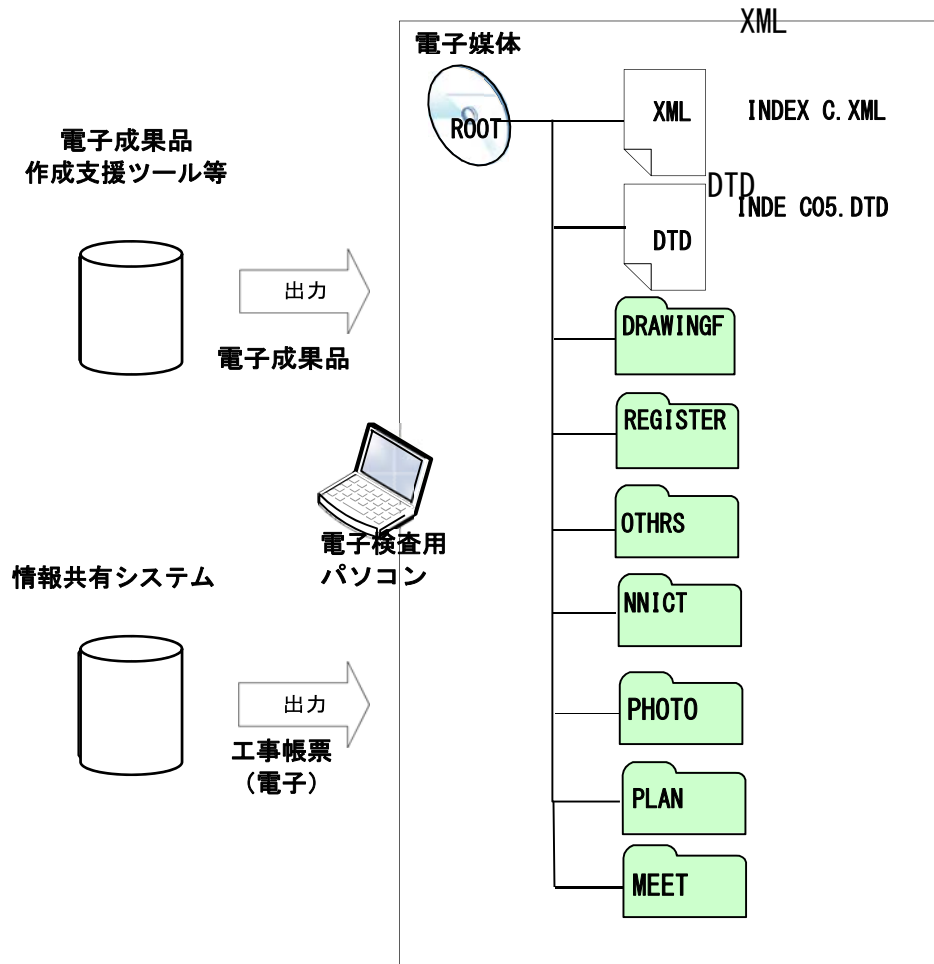 XML
電子媒体
ROOT
XML
INDEX C.XML
電子成果品
作成支援ツール等
DTD
INDE C05.DTD
DTD
出力
電子成果品
DRAWINGF
REGISTER
OTHRS
電子検査用
パソコン
情報共有システム
NNICT
出力
工事帳票
(電子)
PHOTO
PLAN
MEET